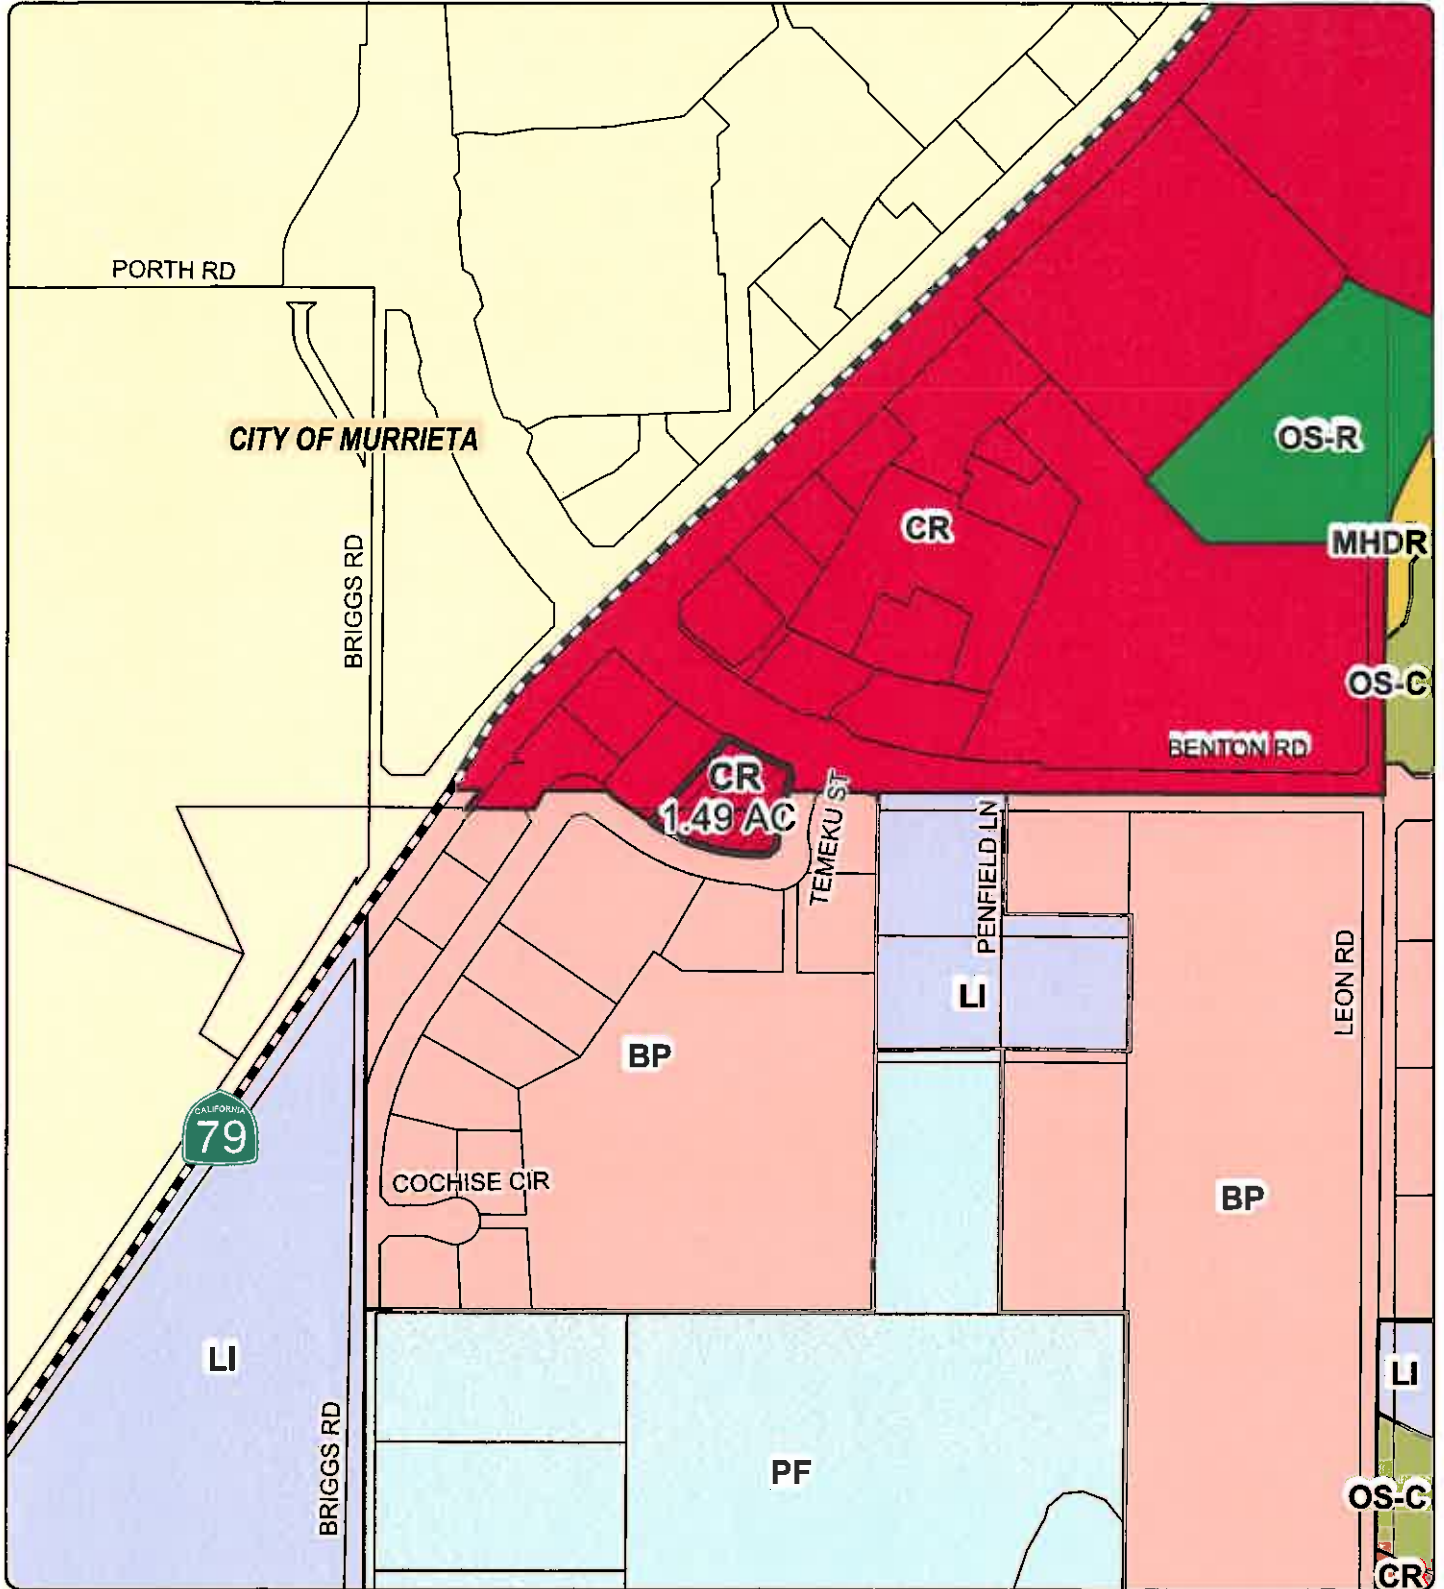 PORTH RD
CITY OF MURRIETA
OS-R
CR
MHDR
BRIGGS RD
OS-C
BENTON RD
CR
1.49 AC
TEMEKU ST
PENFIELD LN
LEON RD
LI
BP
CALIFORNIA
79
COCHISE CIR
BP
LI
LI
BRIGGS RD
PF
OS-C
CR